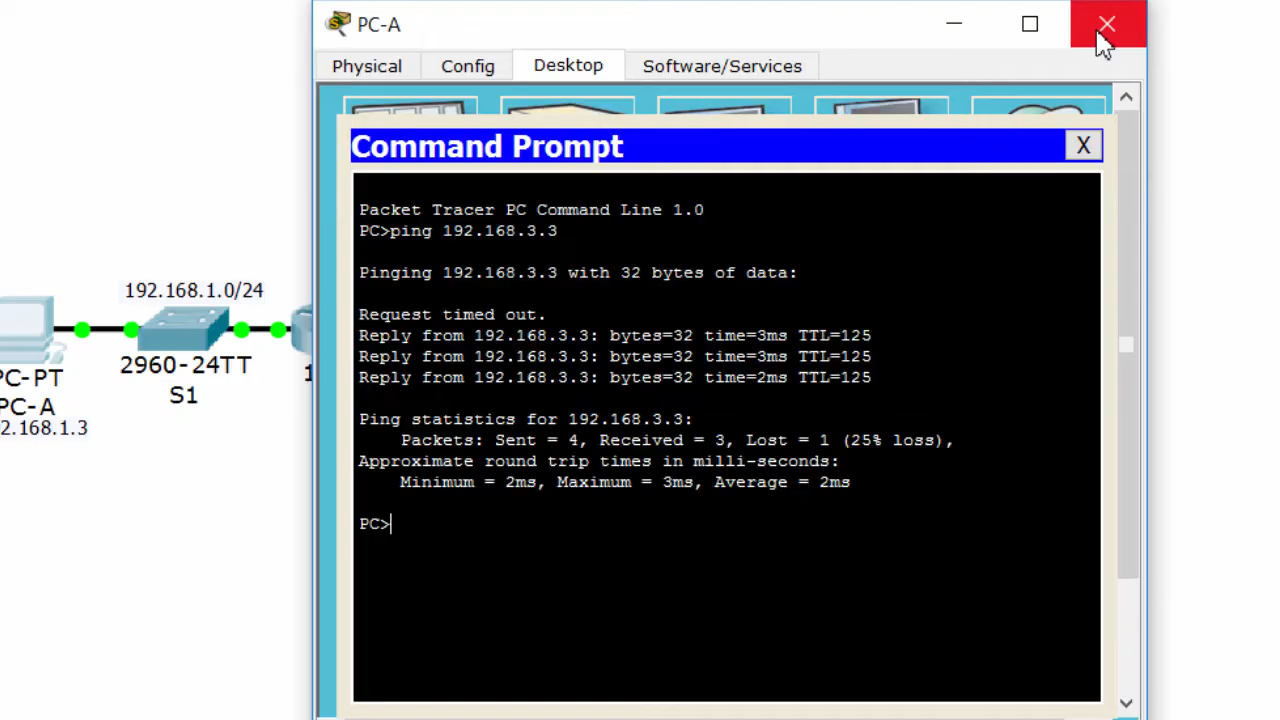 PC-A
Physical
Config
Desktop
Software/Services
Command Prompt
X
Packet Tracer PC Command Line 1.0
PC>ping 192.168.3.3
Pinging 192.168.3.3 with 32 bytes of data:
Request timed out.
Reply from 192.168.3.3: bytes=32 time=3ms TTL=125
Reply from 192.168.3.3: bytes=32 time=3ms TTL=125
Reply from 192.168.3.3: bytes=32 time=2ms TTL=125
Ping statistics for 192.168.3.3:
Packets: Sent = 4, Received = 3, Lost = 1 (25% loss),
Approximate round trip times in milli-seconds:
Minimum = 2ms, Maximum = 3ms, Average = 2ms
PC>
192.168.1.0/24
2960-24TT
S1
PC-PT
PC-A
2.168.1.3
1